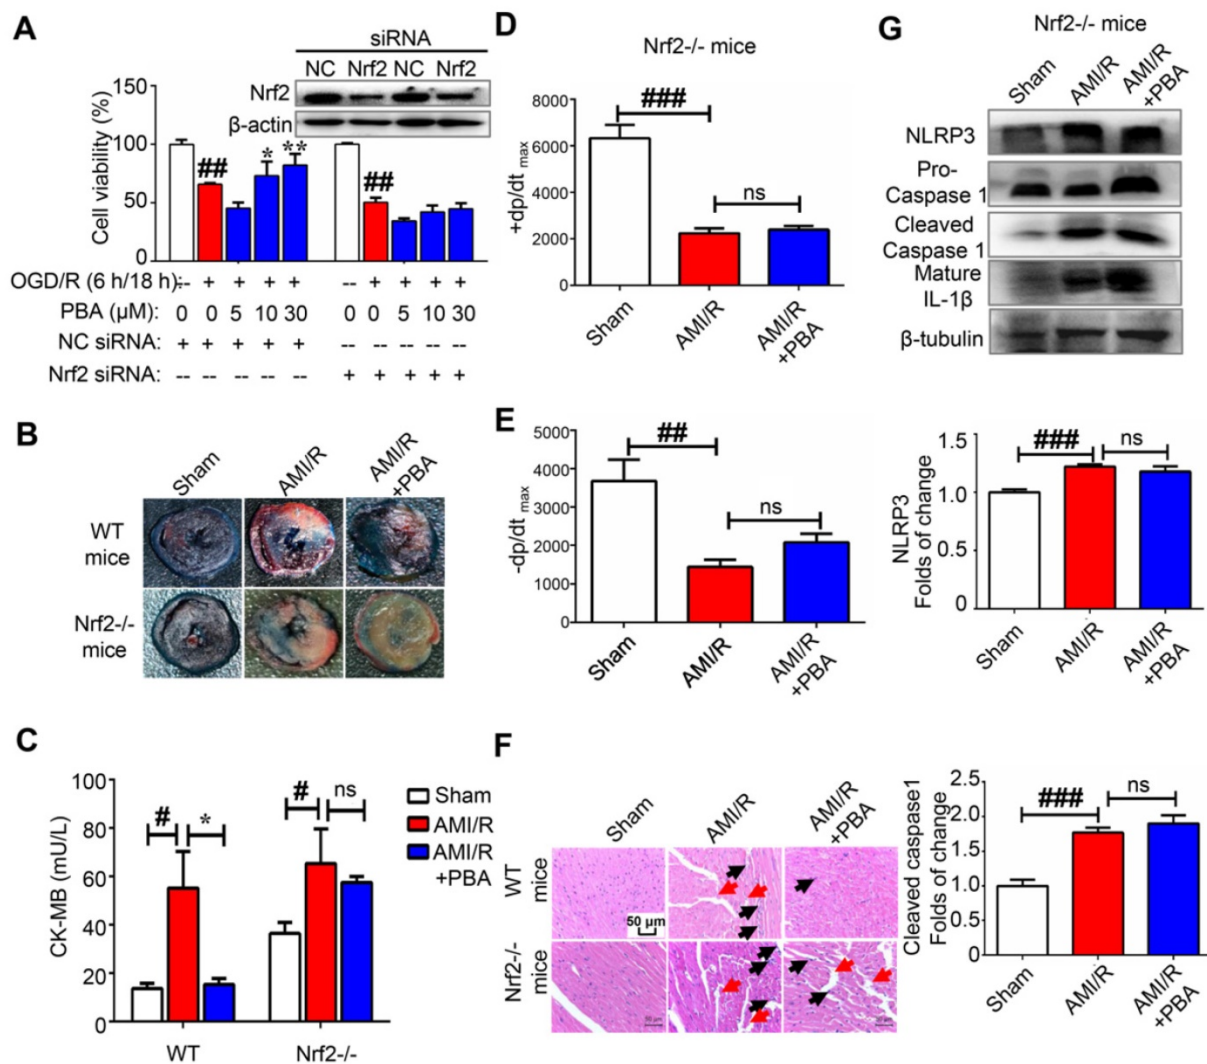 A
siRNA
NC Nrf2 NC Nrf2
Nrf2
β-actin
Cell viability (%)
150
100
50
0
## * **
##
OGD/R (6 h/18 h): -- + + + + -- + + + +
PBA (μM): 0 0 5 10 30 0 0 5 10 30
NC siRNA: + + + + + -- -- -- -- --
Nrf2 siRNA: -- -- -- -- -- + + + + +
B
Sham
AMI/R
AMI/R
+PBA
WT
mice
Nrf2-/-
mice
C
CK-MB (mU/L)
100
80
60
40
20
0
# *
# ns
Sham
AMI/R
AMI/R
+PBA
WT
Nrf2-/-
D
Nrf2-/- mice
+dp/dt max
8000
6000
4000
2000
0
###
ns
Sham
AMI/R
AMI/R
+PBA
E
-dp/dt max
5000
4000
3000
2000
1000
0
##
ns
Sham
AMI/R
AMI/R
+PBA
F
Sham
AMI/R
AMI/R
+PBA
WT
mice
50 μm
Nrf2-/-
mice
G
Nrf2-/- mice
Sham
AMI/R
AMI/R
+PBA
NLRP3
Pro-
Caspase 1
Cleaved
Caspase 1
Mature
IL-1β
β-tubulin
NLRP3
Folds of change
1.5
1.0
0.5
0
###
ns
Sham
AMI/R
AMI/R
+PBA
Cleaved caspase1
Folds of change
2.5
2.0
1.5
1.0
0.5
0
###
ns
Sham
AMI/R
AMI/R
+PBA